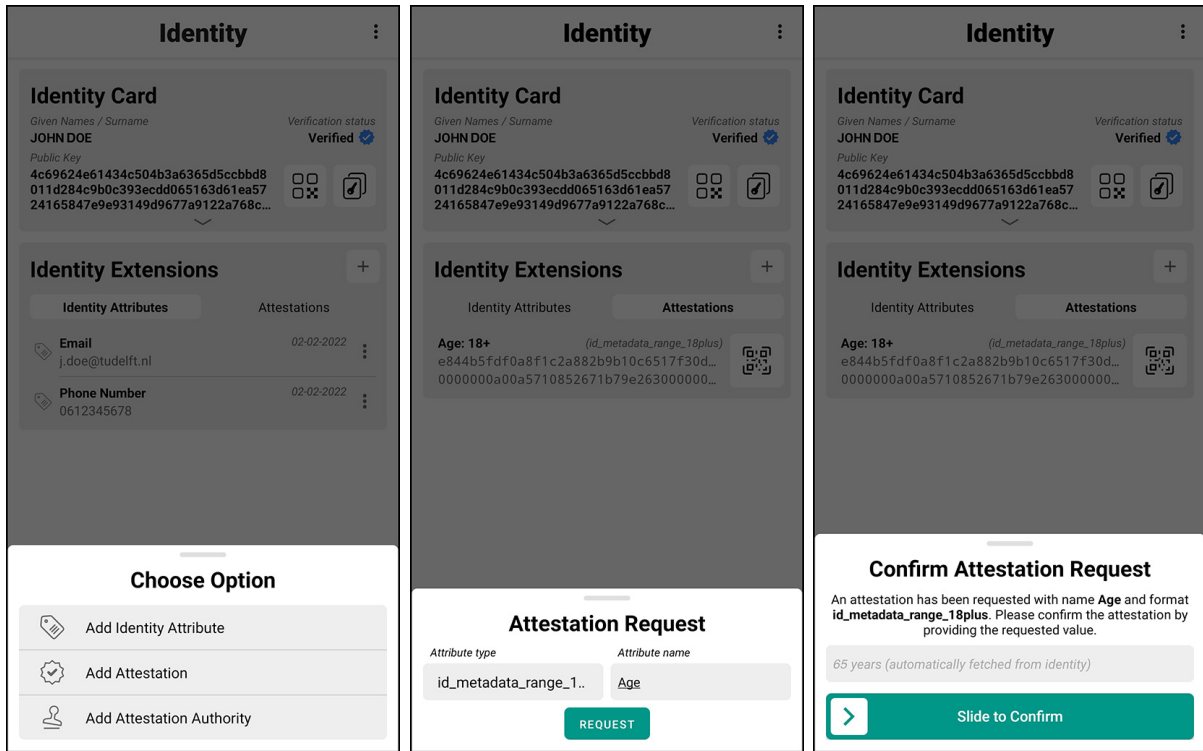 Identity
Identity Card
Given Names / Surname
Verification status
JOHN DOE
Verified
Public Key
4c69624e61434c504b3a6365d5ccbbd8
011d284c9b0c393ecdd065163d61ea57
24165847e9e93149d9677a9122a768c...
Identity Extensions
+
Identity Attributes
Attestations
Email
02-02-2022
j.doe@tudelft.nl
Phone Number
02-02-2022
0612345678
Choose Option
Add Identity Attribute
Add Attestation
Add Attestation Authority
Identity
Identity Card
Given Names / Surname
Verification status
JOHN DOE
Verified
Public Key
4c69624e61434c504b3a6365d5ccbbd8
011d284c9b0c393ecdd065163d61ea57
24165847e9e93149d9677a9122a768c...
Identity Extensions
+
Identity Attributes
Attestations
Age: 18+
(id_metadata_range_18plus)
e844b5fdf0a8f1c2a882b9b10c6517f30d...
0000000a00a5710852671b79e263000000...
Attestation Request
Attribute type
Attribute name
id_metadata_range_1..
Age
REQUEST
Identity
Identity Card
Given Names / Surname
Verification status
JOHN DOE
Verified
Public Key
4c69624e61434c504b3a6365d5ccbbd8
011d284c9b0c393ecdd065163d61ea57
24165847e9e93149d9677a9122a768c...
Identity Extensions
+
Identity Attributes
Attestations
Age: 18+
(id_metadata_range_18plus)
e844b5fdf0a8f1c2a882b9b10c6517f30d...
0000000a00a5710852671b79e263000000...
Confirm Attestation Request
An attestation has been requested with name Age and format
id_metadata_range_18plus. Please confirm the attestation by
providing the requested value.
65 years (automatically fetched from identity)
Slide to Confirm